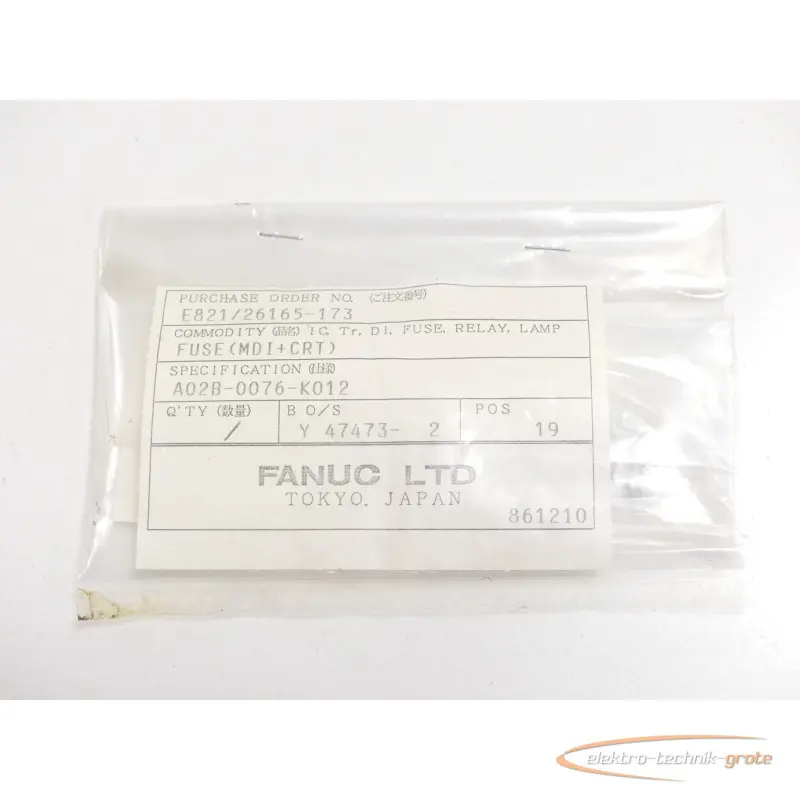 PURCHASE ORDER NO. (ご注文番号)
E821/26165-173
COMMODITY (品名) IC, Tr, Di, FUSE, RELAY, LAMP
FUSE(MDI+CRT)
SPECIFICATION (仕様)
A02B-0076-K012
Q'TY (数量) B O/S POS
/ Y 47473- 2 19
FANUC LTD
TOKYO, JAPAN
861210
elektro-technik-grote